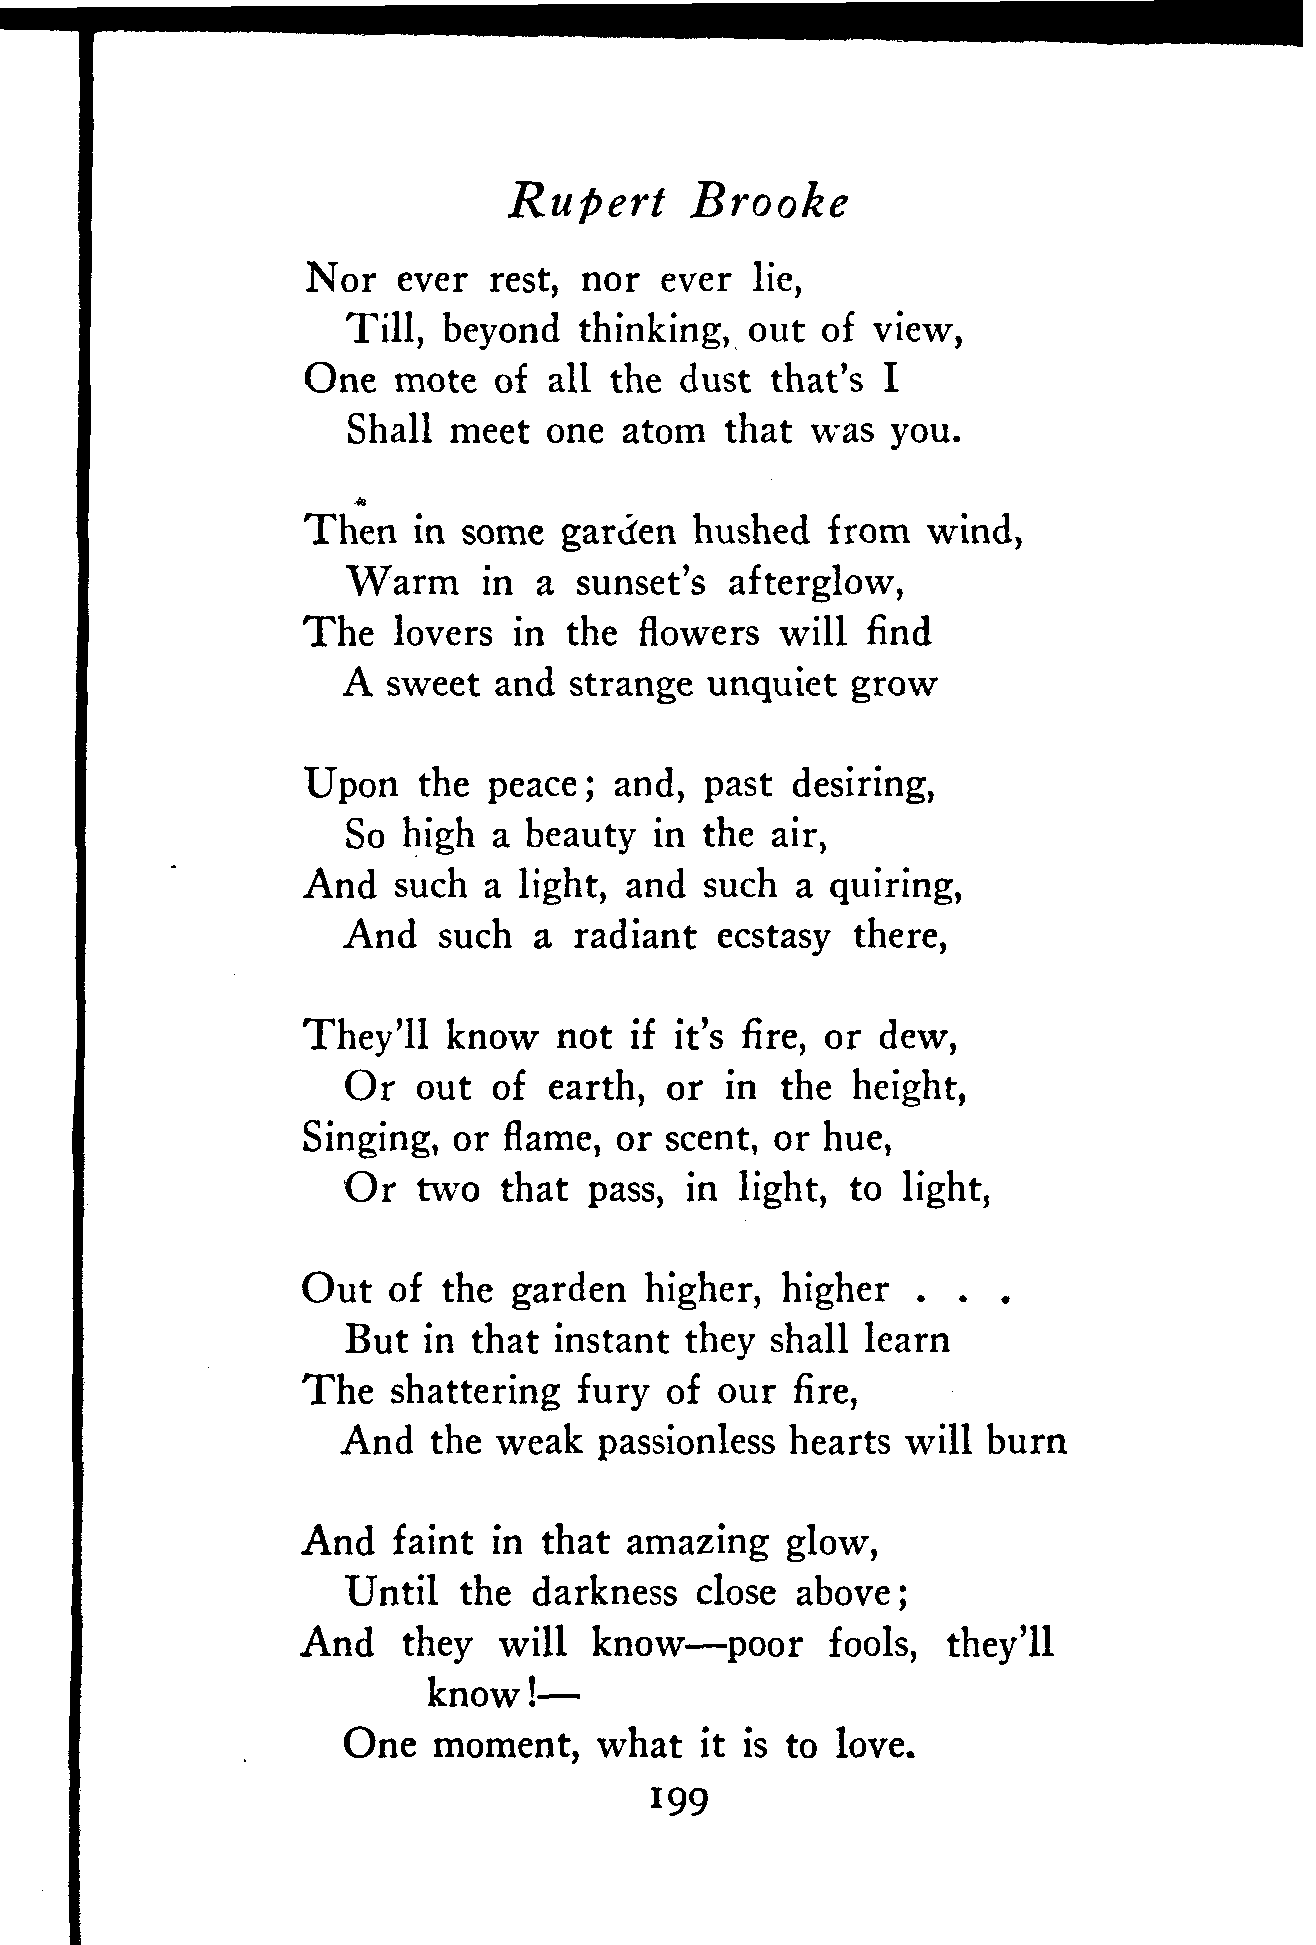 Rupert Brooke
Nor ever rest, nor ever lie,
Till, beyond thinking, out of view,
One mote of all the dust that's I
Shall meet one atom that was you.
Then in some garden hushed from wind,
Warm in a sunset's afterglow,
The lovers in the flowers will find
A sweet and strange unquiet grow
Upon the peace; and, past desiring,
So high a beauty in the air,
And such a light, and such a quiring,
And such a radiant ecstasy there,
They'll know not if it's fire, or dew,
Or out of earth, or in the height,
Singing, or flame, or scent, or hue,
Or two that pass, in light, to light,
Out of the garden higher, higher . . .
But in that instant they shall learn
The shattering fury of our fire,
And the weak passionless hearts will burn
And faint in that amazing glow,
Until the darkness close above;
And they will know—poor fools, they'll
know!—
One moment, what it is to love.
199